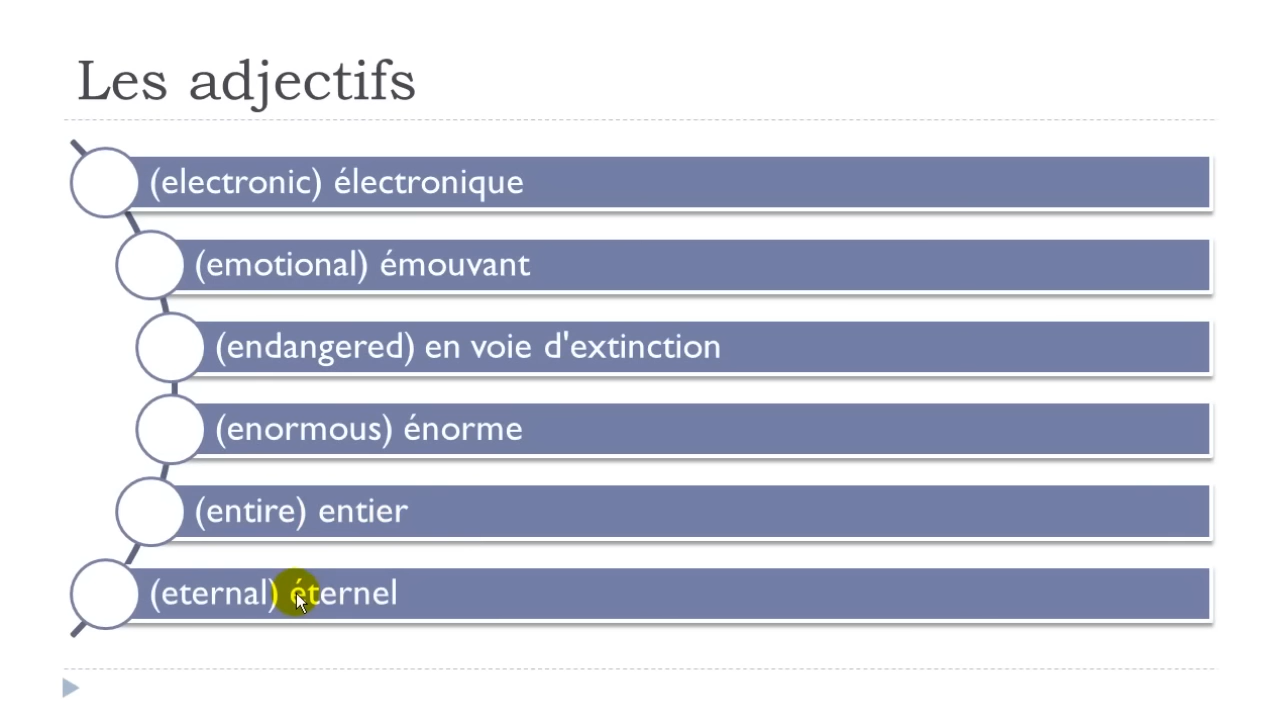 Les adjectifs
(electronic) électronique
(emotional) émouvant
(endangered) en voie d'extinction
(enormous) énorme
(entire) entier
(eternal) éternel